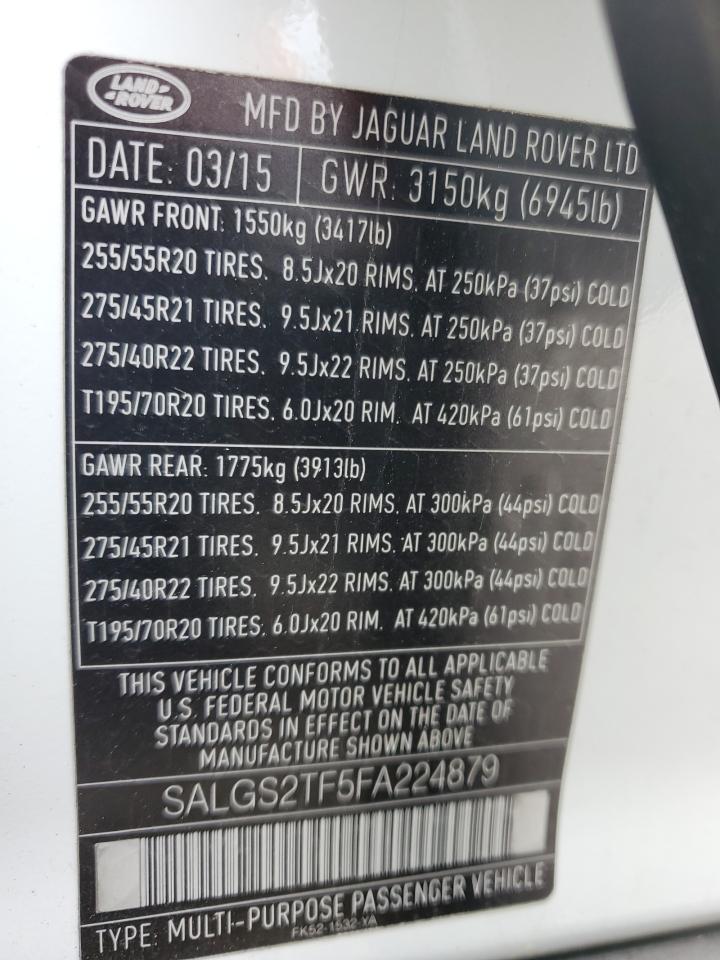 LAND-
-ROVER
MFD BY JAGUAR LAND ROVER LTD
DATE: 03/15 GWR: 3150kg (6945lb)
GAWR FRONT: 1550kg (3417lb)
255/55R20 TIRES. 8.5Jx20 RIMS. AT 250kPa (37psi) COLD
275/45R21 TIRES. 9.5Jx21 RIMS. AT 250kPa (37psi) COLD
275/40R22 TIRES. 9.5Jx22 RIMS. AT 250kPa (37psi) COLD
T195/70R20 TIRES. 6.0Jx20 RIM. AT 420kPa (61psi) COLD
GAWR REAR: 1775kg (3913lb)
255/55R20 TIRES. 8.5Jx20 RIMS. AT 300kPa (44psi) COLD
275/45R21 TIRES. 9.5Jx21 RIMS. AT 300kPa (44psi) COLD
275/40R22 TIRES. 9.5Jx22 RIMS. AT 300kPa (44psi) COLD
T195/70R20 TIRES. 6.0Jx20 RIM. AT 420kPa (61psi) COLD
THIS VEHICLE CONFORMS TO ALL APPLICABLE
U.S. FEDERAL MOTOR VEHICLE SAFETY
STANDARDS IN EFFECT ON THE DATE OF
MANUFACTURE SHOWN ABOVE
SALGS2TF5FA224879
TYPE: MULTI-PURPOSE PASSENGER VEHICLE
FK52-1532-YA